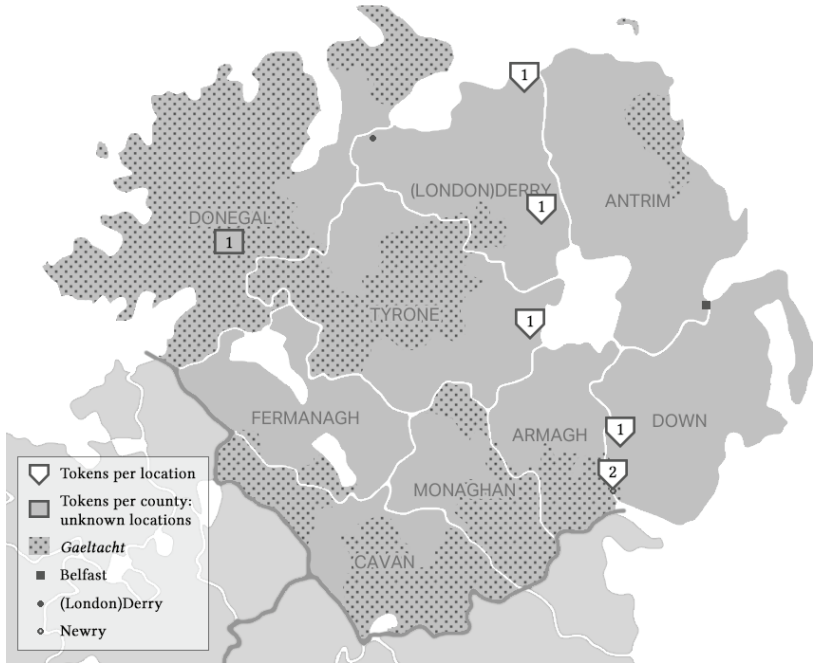 1
(LONDON)DERRY
1
ANTRIM
DONEGAL
1
TYRONE
1
FERMANAGH
ARMAGH
DOWN
1
MONAGHAN
2
CAVAN
Tokens per location
Tokens per county:
unknown locations
Gaeltacht
Belfast
(London)Derry
Newry